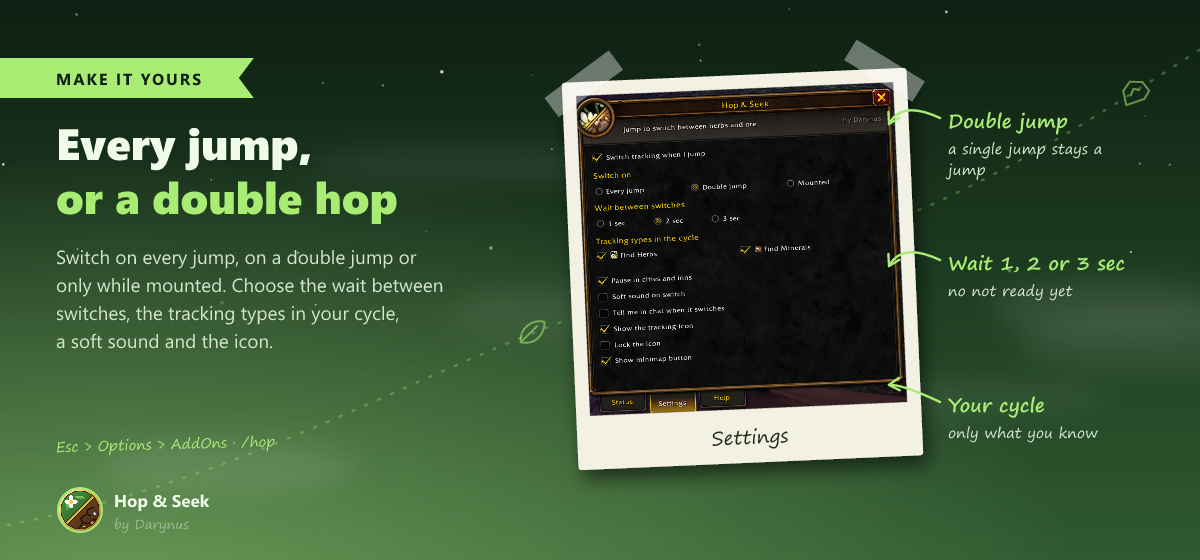 MAKE IT YOURS
Every jump,
or a double hop
Switch on every jump, on a double jump or
only while mounted. Choose the wait between
switches, the tracking types in your cycle,
a soft sound and the icon.
Esc > Options > AddOns · /hop
Hop & Seek
by Darynus
Hop & Seek
Jump to switch between herbs and ore
by Darynus
Switch tracking when I jump
Switch on
Every jump
Double jump
Mounted
Wait between switches
1 sec
2 sec
3 sec
Tracking types in the cycle
Find Herbs
Find Minerals
Pause in cities and inns
Soft sound on switch
Tell me in chat when it switches
Show the tracking icon
Lock the icon
Show minimap button
Status
Settings
Help
Settings
Double jump
a single jump stays a
jump
Wait 1, 2 or 3 sec
no not ready yet
Your cycle
only what you know